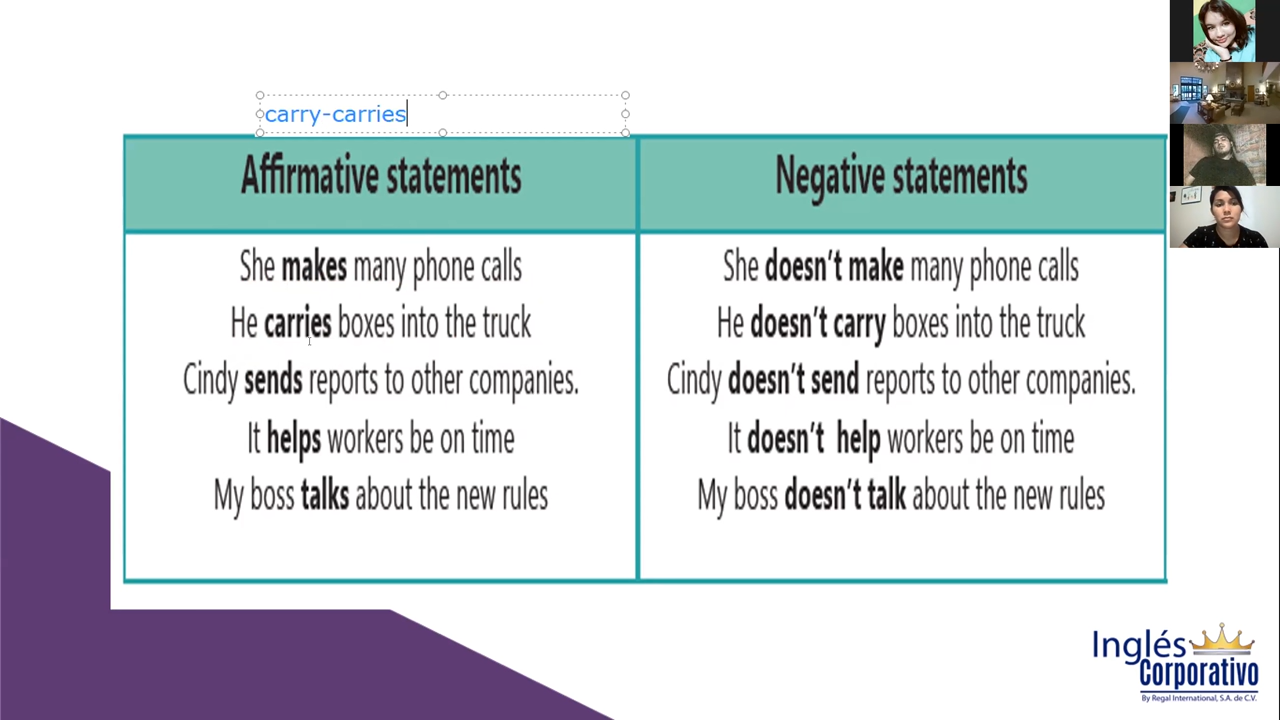 carry-carries
Affirmative statements
She makes many phone calls
He carries boxes into the truck
Cindy sends reports to other companies.
It helps workers be on time
My boss talks about the new rules
Negative statements
She doesn't make many phone calls
He doesn't carry boxes into the truck
Cindy doesn't send reports to other companies.
It doesn't help workers be on time
My boss doesn't talk about the new rules
Inglés
Corporativo
By Regal International, S.A. de C.V.